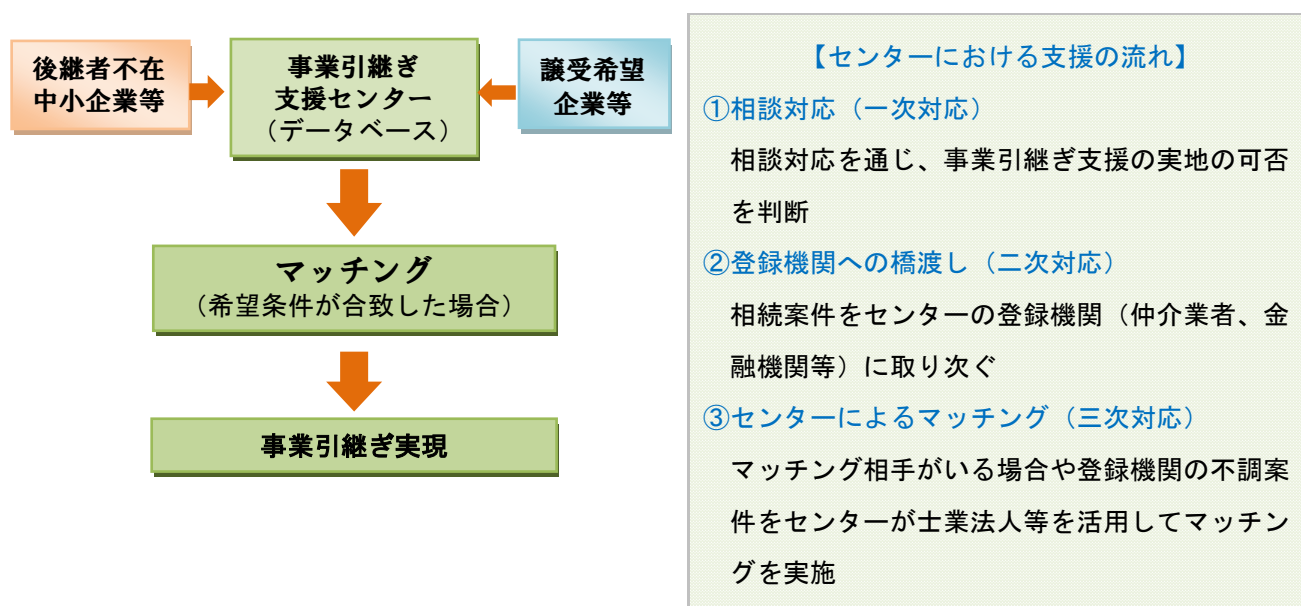 後継者不在
中小企業等
事業引継ぎ
支援センター
（データベース）
譲受希望
企業等
マッチング
（希望条件が合致した場合）
事業引継ぎ実現
【センターにおける支援の流れ】
①相談対応（一次対応）
相談対応を通じ、事業引継ぎ支援の実地の可否
を判断
②登録機関への橋渡し（二次対応）
相続案件をセンターの登録機関（仲介業者、金
融機関等）に取り次ぐ
③センターによるマッチング（三次対応）
マッチング相手がいる場合や登録機関の不調案
件をセンターが士業法人等を活用してマッチン
グを実施